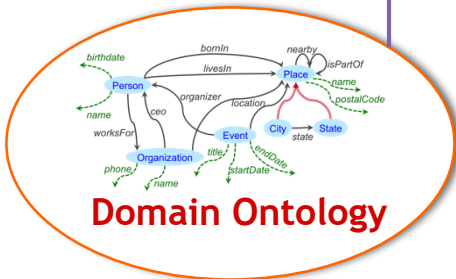 bornIn
nearby
birthdate
isPartOf
livesIn
Person
Place
name
organizer
location
postalCode
name
ceo
City
State
worksFor
Event
state
Organization
title
endDate
phone
startDate
name
Domain Ontology